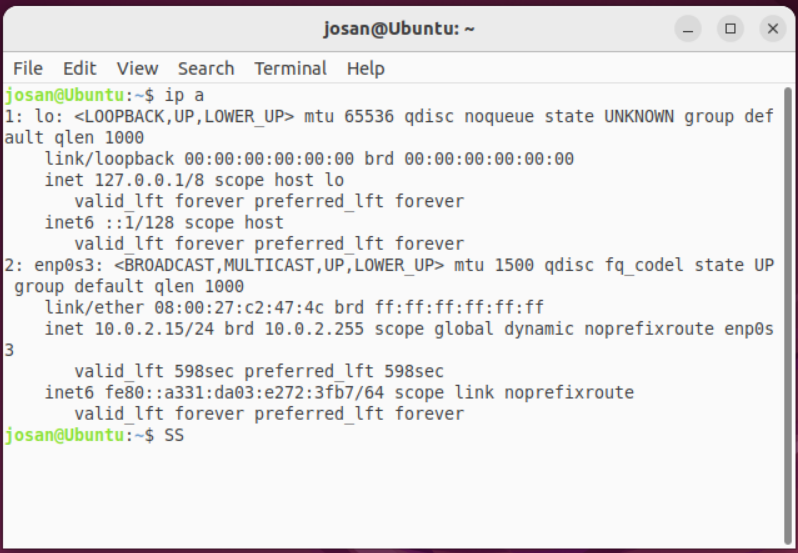 josan@Ubuntu: ~
File Edit View Search Terminal Help
josan@Ubuntu:~$ ip a
1: lo: <LOOPBACK,UP,LOWER_UP> mtu 65536 qdisc noqueue state UNKNOWN group def
ault qlen 1000
    link/loopback 00:00:00:00:00:00 brd 00:00:00:00:00:00
    inet 127.0.0.1/8 scope host lo
       valid_lft forever preferred_lft forever
    inet6 ::1/128 scope host
       valid_lft forever preferred_lft forever
2: enp0s3: <BROADCAST,MULTICAST,UP,LOWER_UP> mtu 1500 qdisc fq_codel state UP
 group default qlen 1000
    link/ether 08:00:27:c2:47:4c brd ff:ff:ff:ff:ff:ff
    inet 10.0.2.15/24 brd 10.0.2.255 scope global dynamic noprefixroute enp0s
3
       valid_lft 598sec preferred_lft 598sec
    inet6 fe80::a331:da03:e272:3fb7/64 scope link noprefixroute
       valid_lft forever preferred_lft forever
josan@Ubuntu:~$ SS